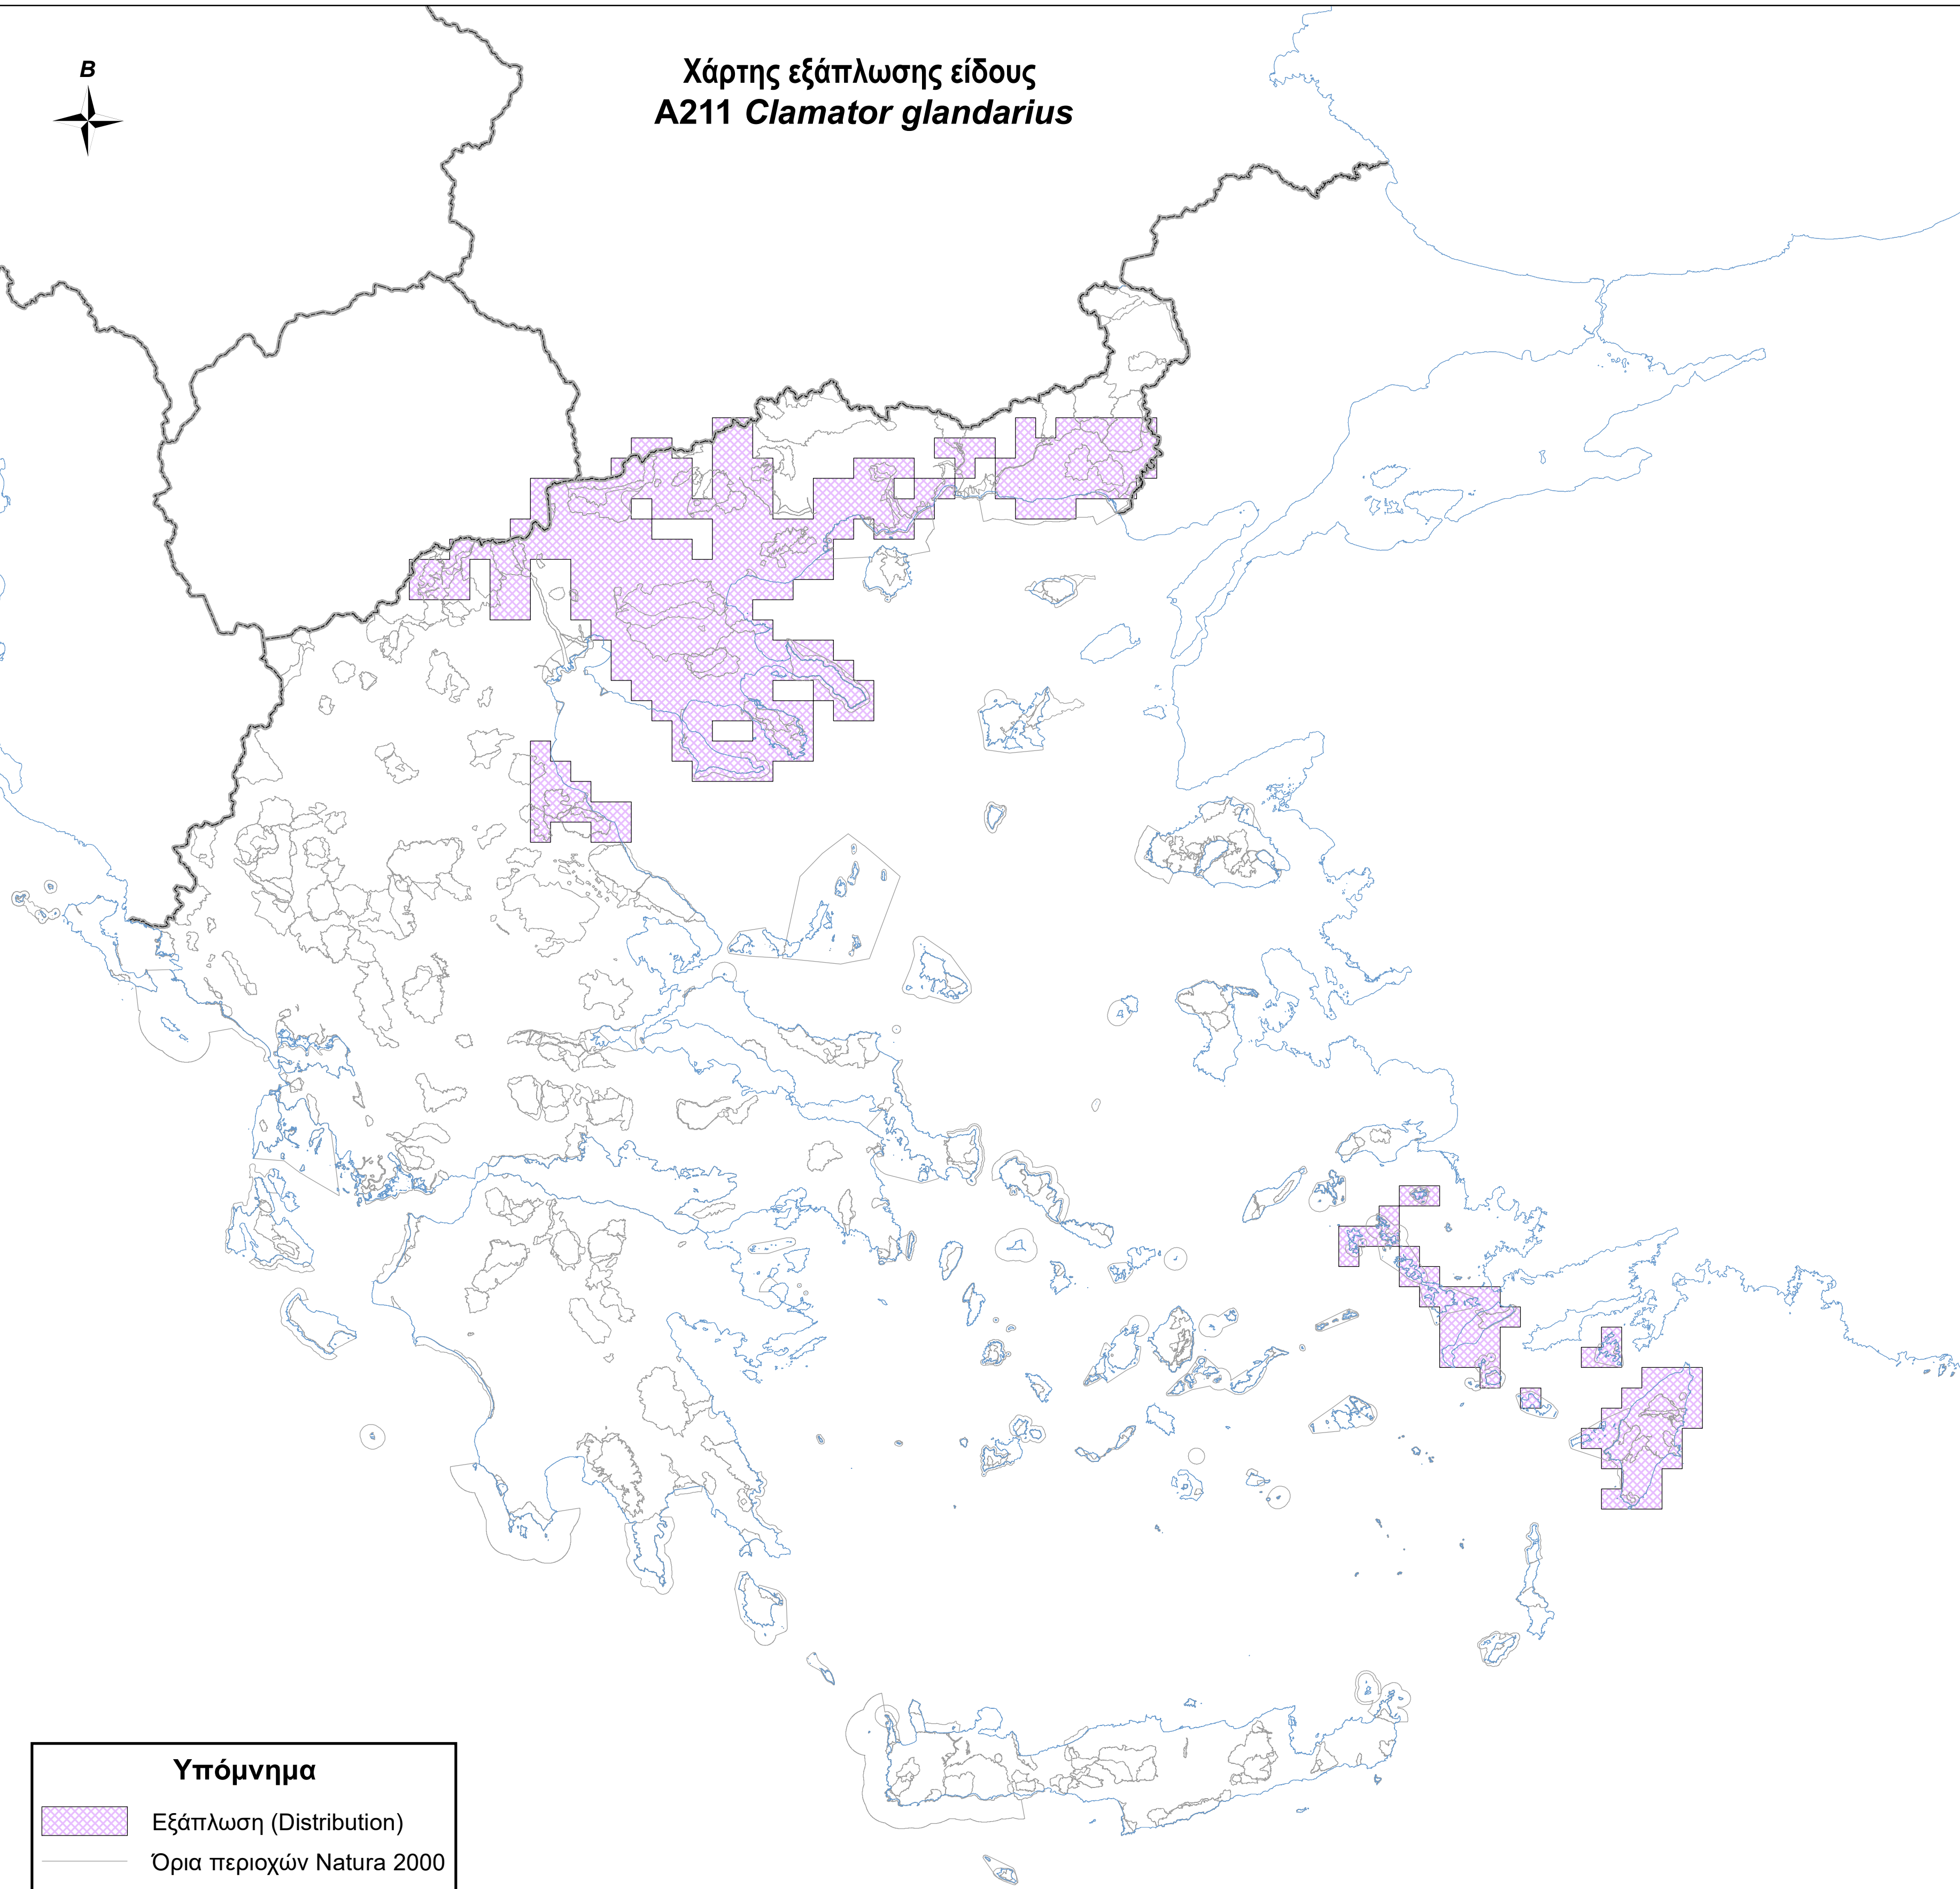 Χάρτης εξάπλωσης είδους
A211 Clamator glandarius
B
Υπόμνημα
Εξάπλωση (Distribution)
Όρια περιοχών Natura 2000